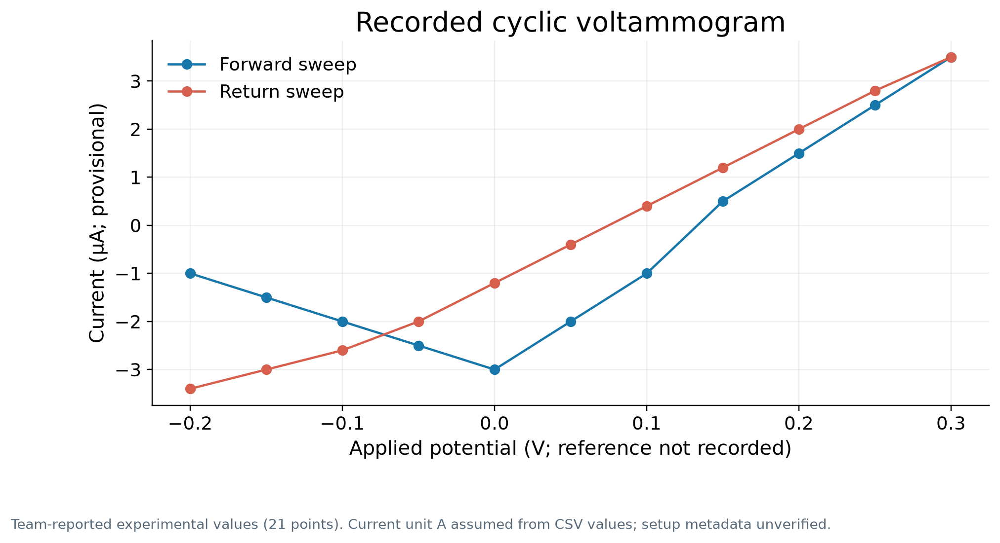 Recorded cyclic voltammogram
Forward sweep
Return sweep
Current (µA; provisional)
3
2
1
0
−1
−2
−3
−0.2
−0.1
0.0
0.1
0.2
0.3
Applied potential (V; reference not recorded)
Team-reported experimental values (21 points). Current unit A assumed from CSV values; setup metadata unverified.